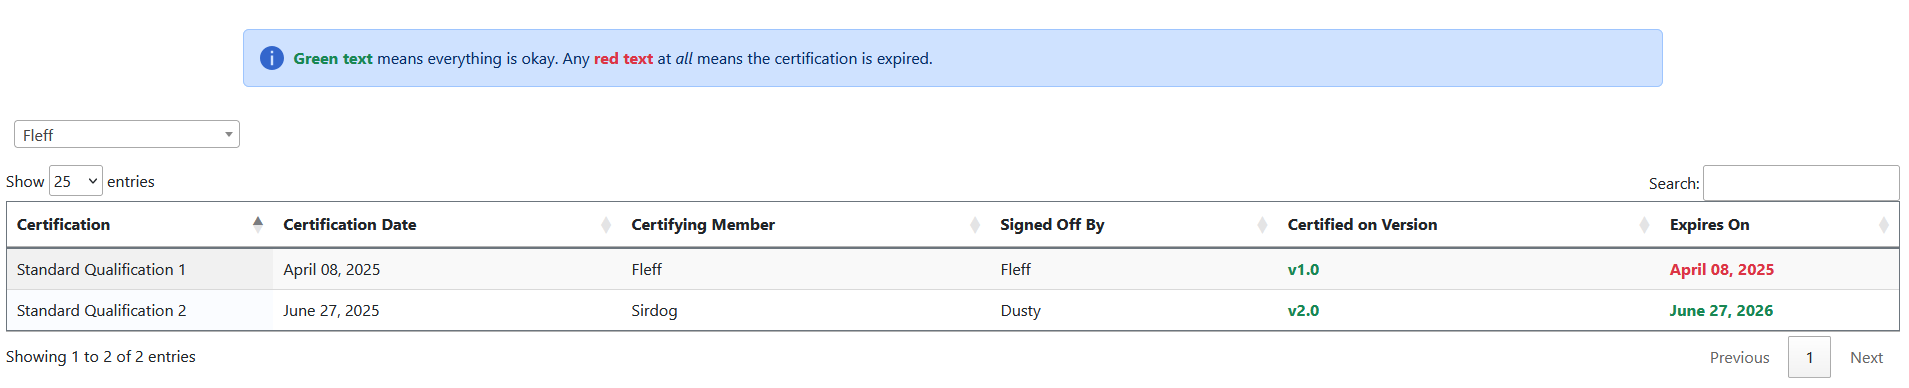 Green text means everything is okay. Any red text at all means the certification is expired.
Fleff
Show 25 entries
Search:
Certification Certification Date Certifying Member Signed Off By Certified on Version Expires On
Standard Qualification 1 April 08, 2025 Fleff Fleff v1.0 April 08, 2025
Standard Qualification 2 June 27, 2025 Sirdog Dusty v2.0 June 27, 2026
Showing 1 to 2 of 2 entries
Previous 1 Next